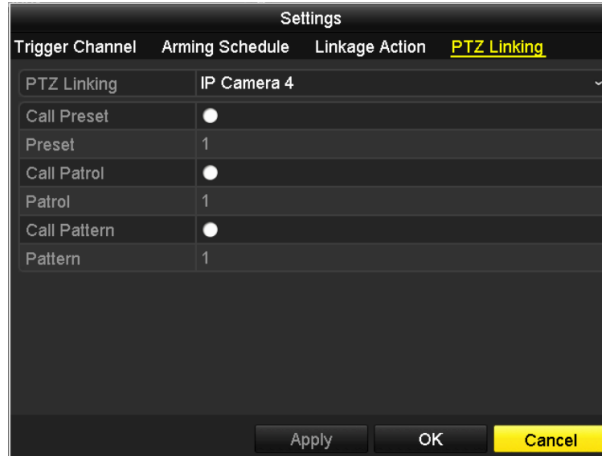 Settings
Trigger Channel Arming Schedule Linkage Action PTZ Linking
PTZ Linking IP Camera 4
Call Preset
Preset 1
Call Patrol
Patrol 1
Call Pattern
Pattern 1
Apply OK Cancel